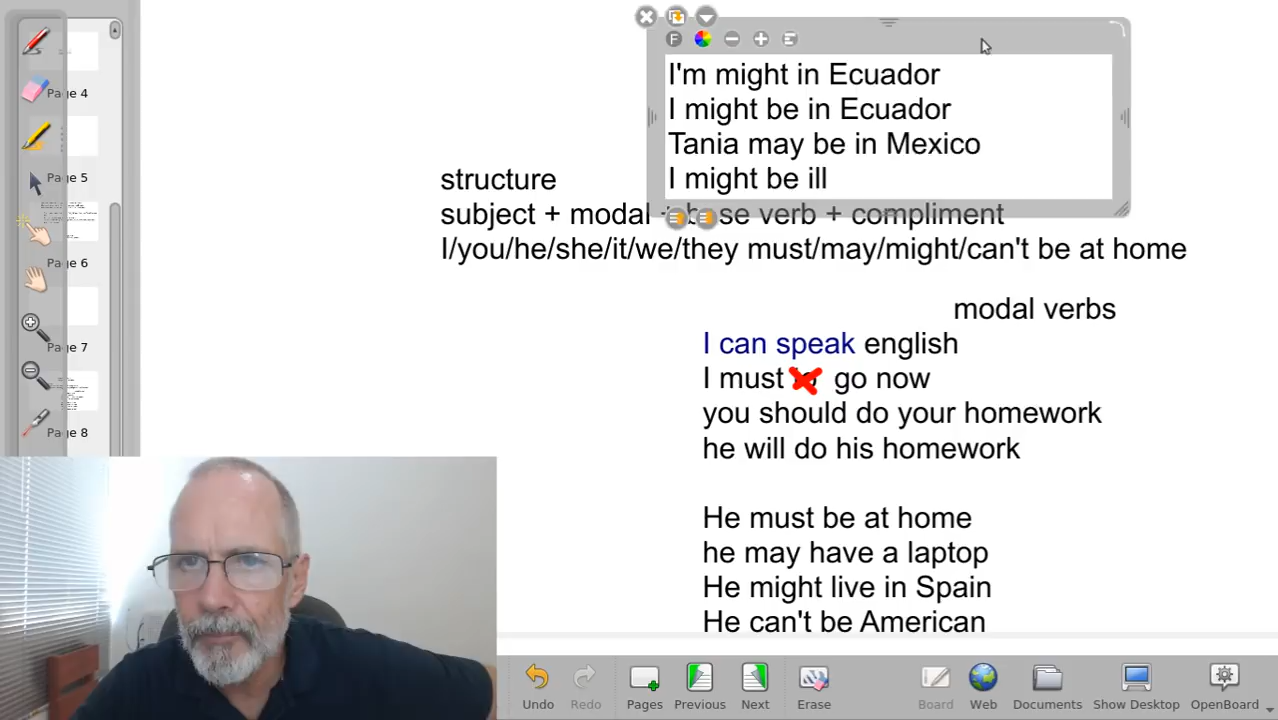 Page 4
Page 5
Page 6
Page 7
Page 8
F
I'm might in Ecuador
I might be in Ecuador
Tania may be in Mexico
I might be ill
structure
subject + modal + base verb + compliment
I/you/he/she/it/we/they must/may/might/can't be at home
modal verbs
I can speak english
I must to go now
you should do your homework
he will do his homework
He must be at home
he may have a laptop
He might live in Spain
He can't be American
Undo
Redo
Pages
Previous
Next
Erase
Board
Web
Documents
Show Desktop
OpenBoard